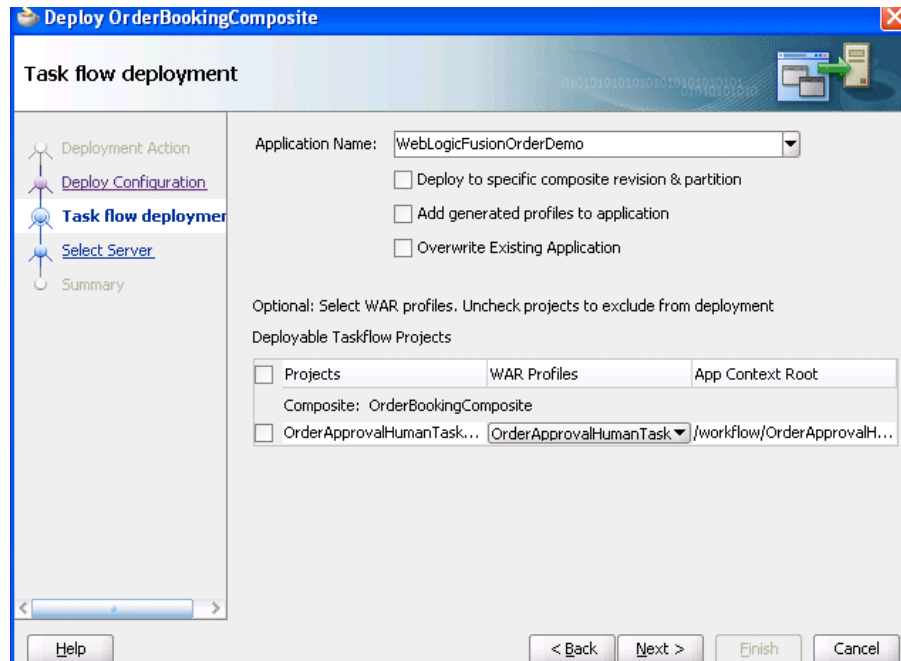 Deploy OrderBookingComposite
Task flow deployment
Deployment Action
Deploy Configuration
Task flow deploymer
Select Server
Summary
Application Name: WebLogicFusionOrderDemo
Deploy to specific composite revision & partition
Add generated profiles to application
Overwrite Existing Application
Optional: Select WAR profiles. Uncheck projects to exclude from deployment
Deployable Taskflow Projects
Projects WAR Profiles App Context Root
Composite: OrderBookingComposite
OrderApprovalHumanTask... OrderApprovalHumanTask /workflow/OrderApprovalH...
Help < Back Next > Finish Cancel